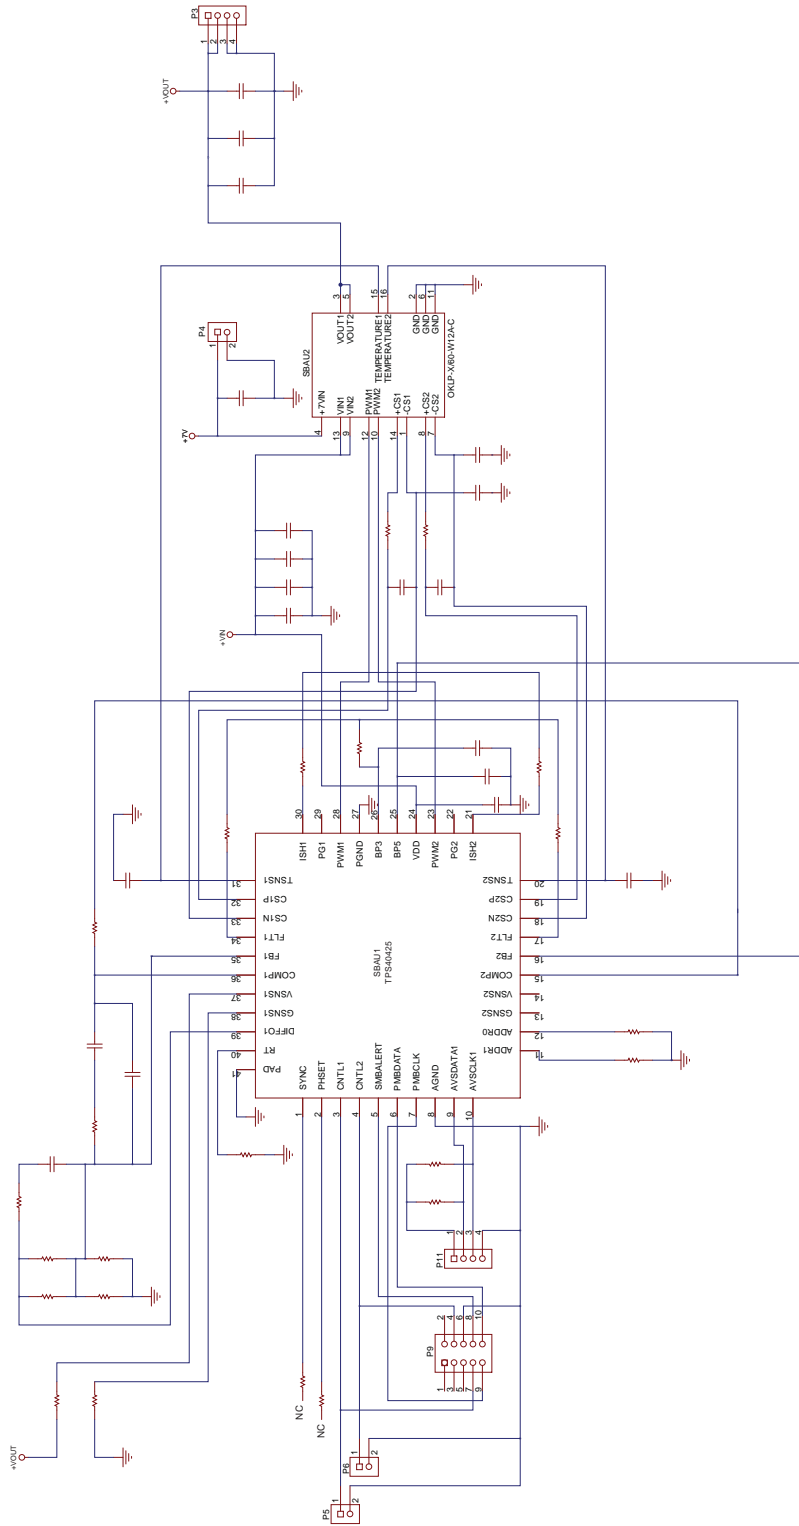 P3
1
2
3
4
+VOUT
3
5
15
16
2
6
11
VOUT1
VOUT2
TEMPERATURE1
TEMPERATURE2
GND
GND
GND
P4
1
2
SBAU2
OKLP-X/60-W12A-C
+7VIN
VIN1
VIN2
PWM1
PWM2
+CS1
-CS1
+CS2
-CS2
+7V
4
13
9
12
10
14
1
8
7
+VIN
30
29
28
27
26
25
24
23
22
21
ISH1
PG1
PWM1
PGND
BP3
BP5
VDD
PWM2
PG2
ISH2
31
TSNS1
32
CS1P
33
CS1N
34
FLT1
35
FB1
36
COMP1
37
VSNS1
38
GSNS1
39
DIFFO1
40
RT
41
PAD
SBAU1
TPS40425
TSNS2
20
CS2P
19
CS2N
18
FLT2
17
FB2
16
COMP2
15
VSNS2
14
GSNS2
13
ADDR0
12
ADDR1
11
SYNC
PHSET
CNTL1
CNTL2
SMBALERT
PMBDATA
PMBCLK
AGND
AVSDATA1
AVSCLK1
1
2
3
4
5
6
7
8
9
10
P11
1
2
3
4
P9
2
4
6
8
10
1
3
5
7
9
NC
NC
+VOUT
P6
1
2
P5
1
2